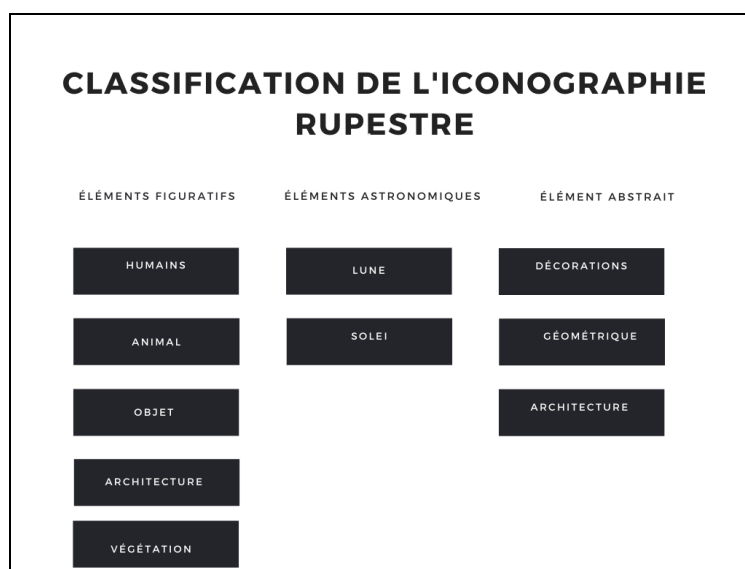 CLASSIFICATION DE L'ICONOGRAPHIE
RUPESTRE
ÉLÉMENTS FIGURATIFS
HUMAINS
ANIMAL
OBJET
ARCHITECTURE
VÉGÉTATION
ÉLÉMENTS ASTRONOMIQUES
LUNE
SOLEI
ÉLÉMENT ABSTRAIT
DÉCORATIONS
GÉOMÉTRIQUE
ARCHITECTURE